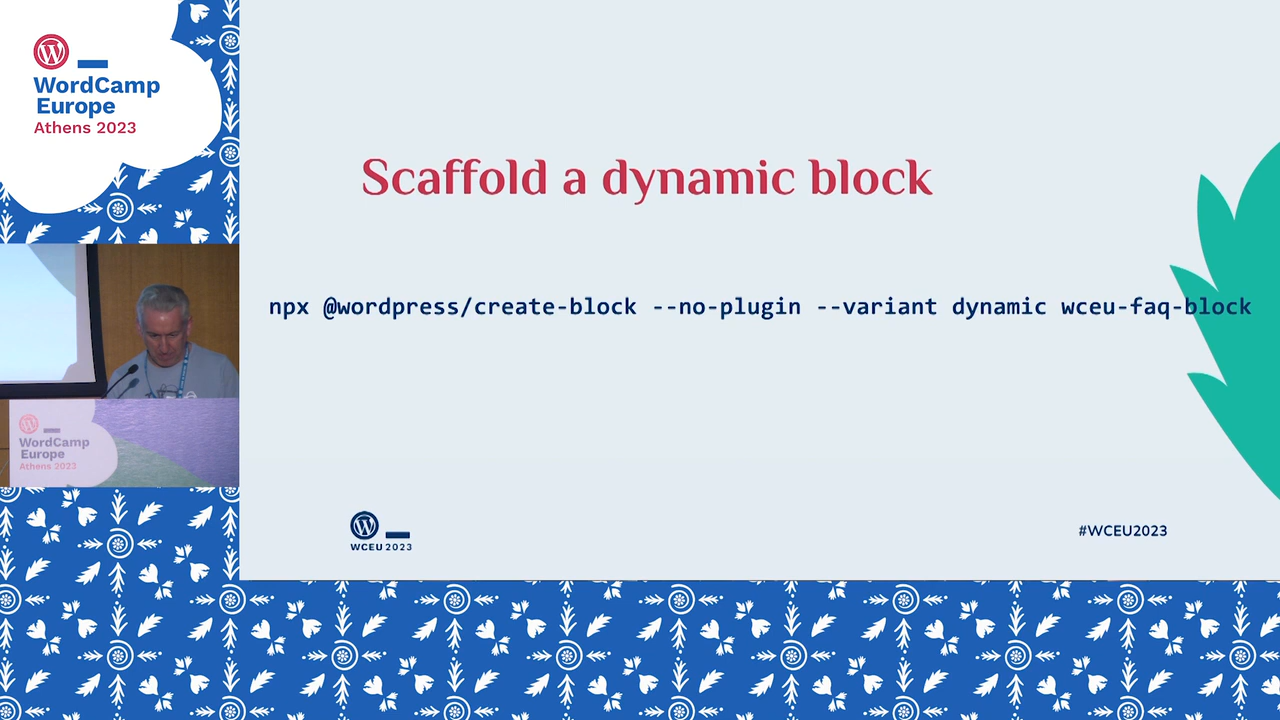 WordCamp
Europe
Athens 2023
Scaffold a dynamic block
npx @wordpress/create-block --no-plugin --variant dynamic wceu-faq-block
WordCamp
Europe
Athens 2023
WCEU 2023
#WCEU2023